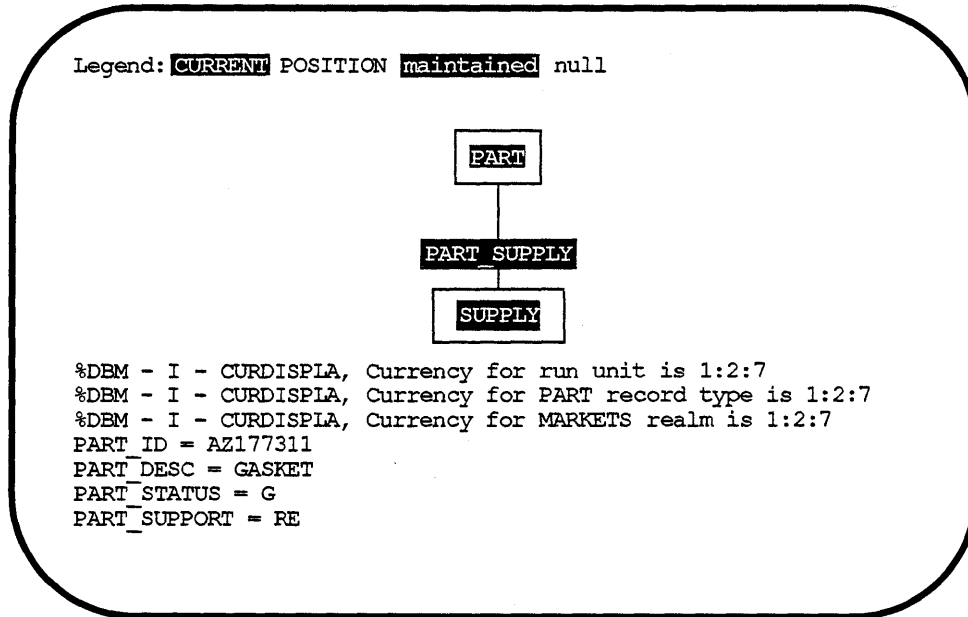 Legend: CURRENT POSITION maintained null
PART
PART_SUPPLY
SUPPLY
%DBM - I - CURDISPLA, Currency for run unit is 1:2:7
%DBM - I - CURDISPLA, Currency for PART record type is 1:2:7
%DBM - I - CURDISPLA, Currency for MARKETS realm is 1:2:7
PART_ID = AZ177311
PART_DESC = GASKET
PART_STATUS = G
PART_SUPPORT = RE